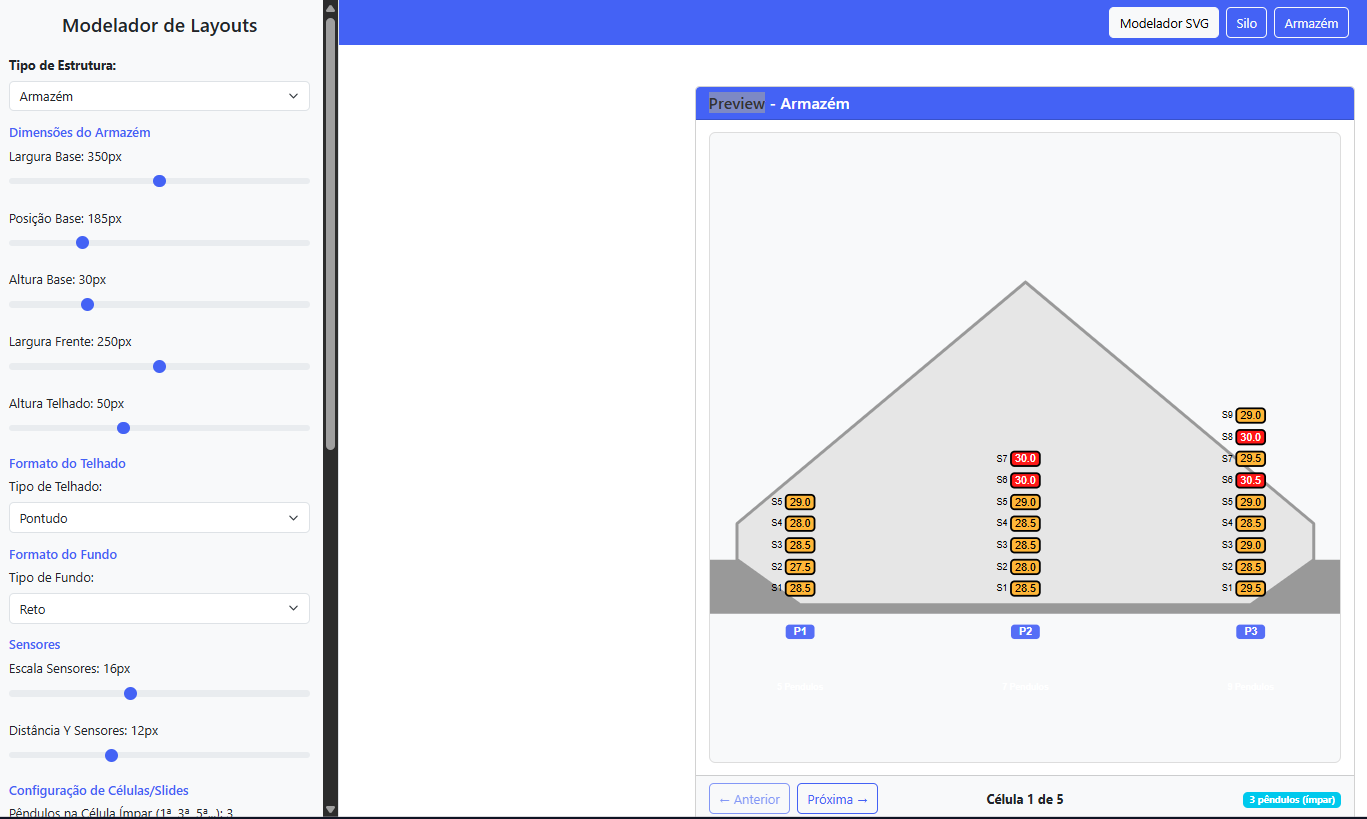 Modelador de Layouts
Tipo de Estrutura:
Armazém
Dimensões do Armazém
Largura Base: 350px
Posição Base: 185px
Altura Base: 30px
Largura Frente: 250px
Altura Telhado: 50px
Formato do Telhado
Tipo de Telhado:
Pontudo
Formato do Fundo
Tipo de Fundo:
Reto
Sensores
Escala Sensores: 16px
Distância Y Sensores: 12px
Configuração de Células/Slides
Pêndulos na Célula Ímpar (1ª, 3ª, 5ª...): 3
Modelador SVG
Silo
Armazém
Preview - Armazém
S5 29.0
S4 28.0
S3 28.5
S2 27.5
S1 28.5
P1
S7 30.0
S6 30.0
S5 29.0
S4 28.5
S3 28.5
S2 28.0
S1 28.5
P2
S9 29.0
S8 30.0
S7 29.5
S6 30.5
S5 29.0
S4 28.5
S3 29.0
S2 28.5
S1 29.5
P3
← Anterior
Próxima →
Célula 1 de 5
3 pêndulos (ímpar)